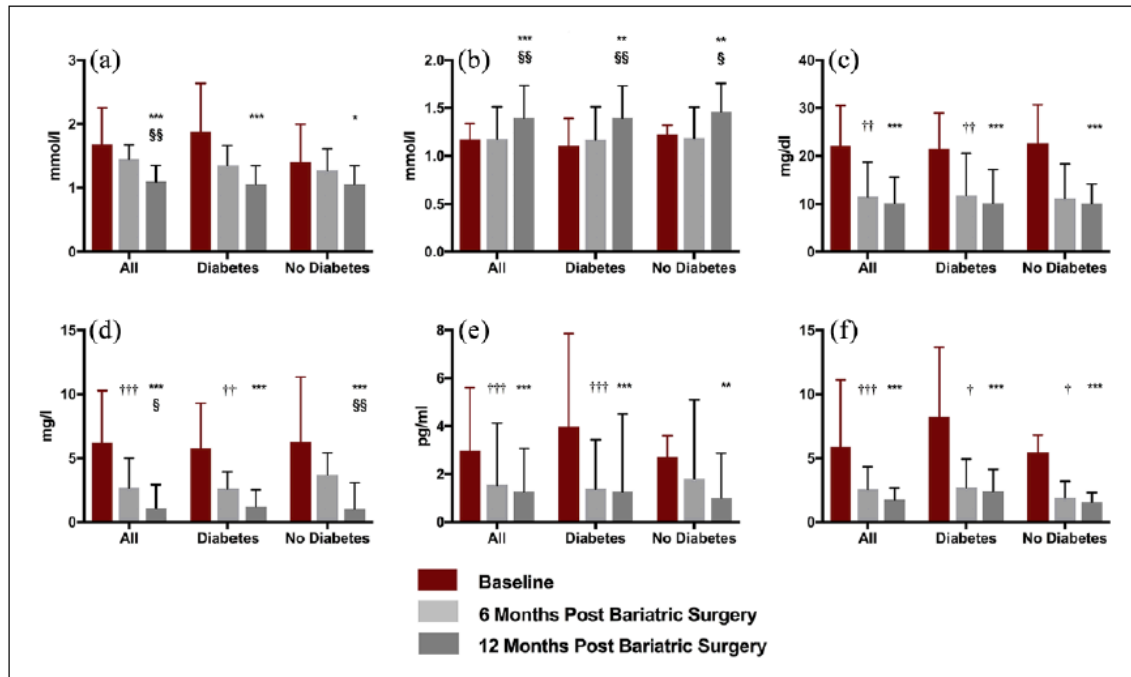 (a)
3
2
1
0
mmol/l
***
§§
***
*
All
Diabetes
No Diabetes
(b)
2.0
1.5
1.0
0.5
0.0
mmol/l
***
§§
**
§§
**
§
All
Diabetes
No Diabetes
(c)
40
30
20
10
0
mg/dl
††
***
††
***
***
All
Diabetes
No Diabetes
(d)
15
10
5
0
mg/l
†††
***
§
††
***
***
§§
All
Diabetes
No Diabetes
(e)
8
6
4
2
0
pg/ml
†††
***
†††
***
**
All
Diabetes
No Diabetes
(f)
15
10
5
0
†††
***
†
***
†
***
All
Diabetes
No Diabetes
Baseline
6 Months Post Bariatric Surgery
12 Months Post Bariatric Surgery